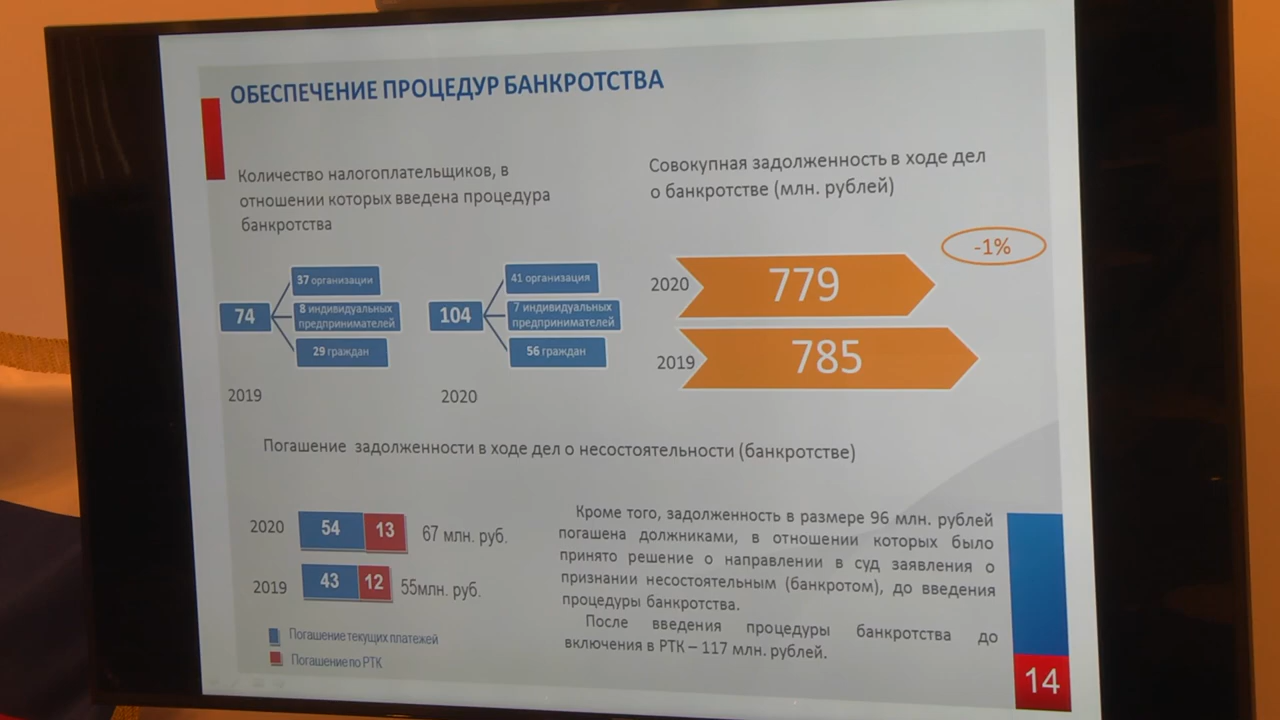 ОБЕСПЕЧЕНИЕ ПРОЦЕДУР БАНКРОТСТВА
Количество налогоплательщиков, в
отношении которых введена процедура
банкротства
74
37 организации
8 индивидуальных
предпринимателей
29 граждан
2019
104
41 организация
7 индивидуальных
предпринимателей
56 граждан
2020
Совокупная задолженность в ходе дел
о банкротстве (млн. рублей)
-1%
2020
779
2019
785
Погашение задолженности в ходе дел о несостоятельности (банкротстве)
2020 54 13 67 млн. руб.
2019 43 12 55млн. руб.
Погашение текущих платежей
Погашение по РТК
Кроме того, задолженность в размере 96 млн. рублей
погашена должниками, в отношении которых было
принято решение о направлении в суд заявления о
признании несостоятельным (банкротом), до введения
процедуры банкротства.
После введения процедуры банкротства до
включения в РТК – 117 млн. рублей.
14